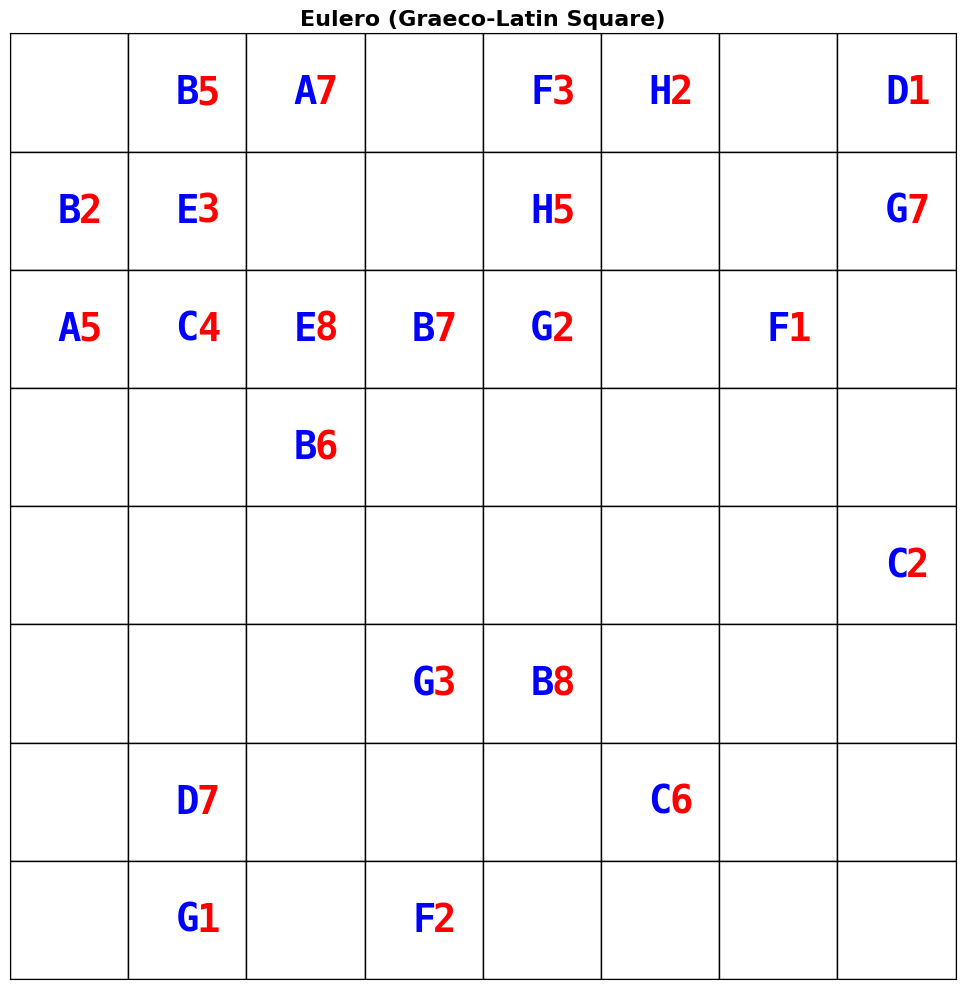 Eulero (Graeco-Latin Square)
B5 A7 F3 H2 D1
B2 E3 H5 G7
A5 C4 E8 B7 G2 F1
B6
C2
G3 B8
D7 C6
G1 F2